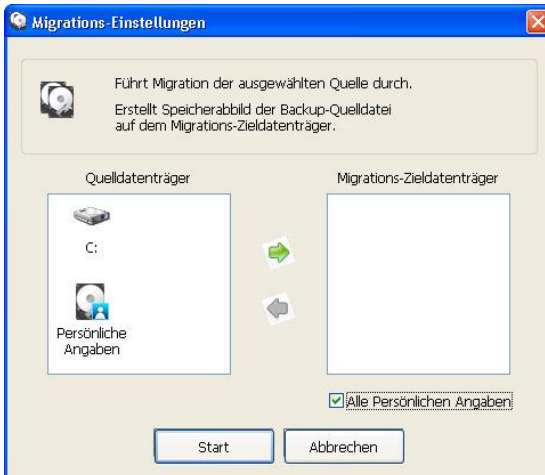 Migrations-Einstellungen
Führt Migration der ausgewählten Quelle durch.
Erstellt Speicherabbild der Backup-Quelldatei
auf dem Migrations-Zieldatenträger.
Quelldatenträger
Migrations-Zieldatenträger
C:
Persönliche
Angaben
Alle Persönlichen Angaben
Start
Abbrechen